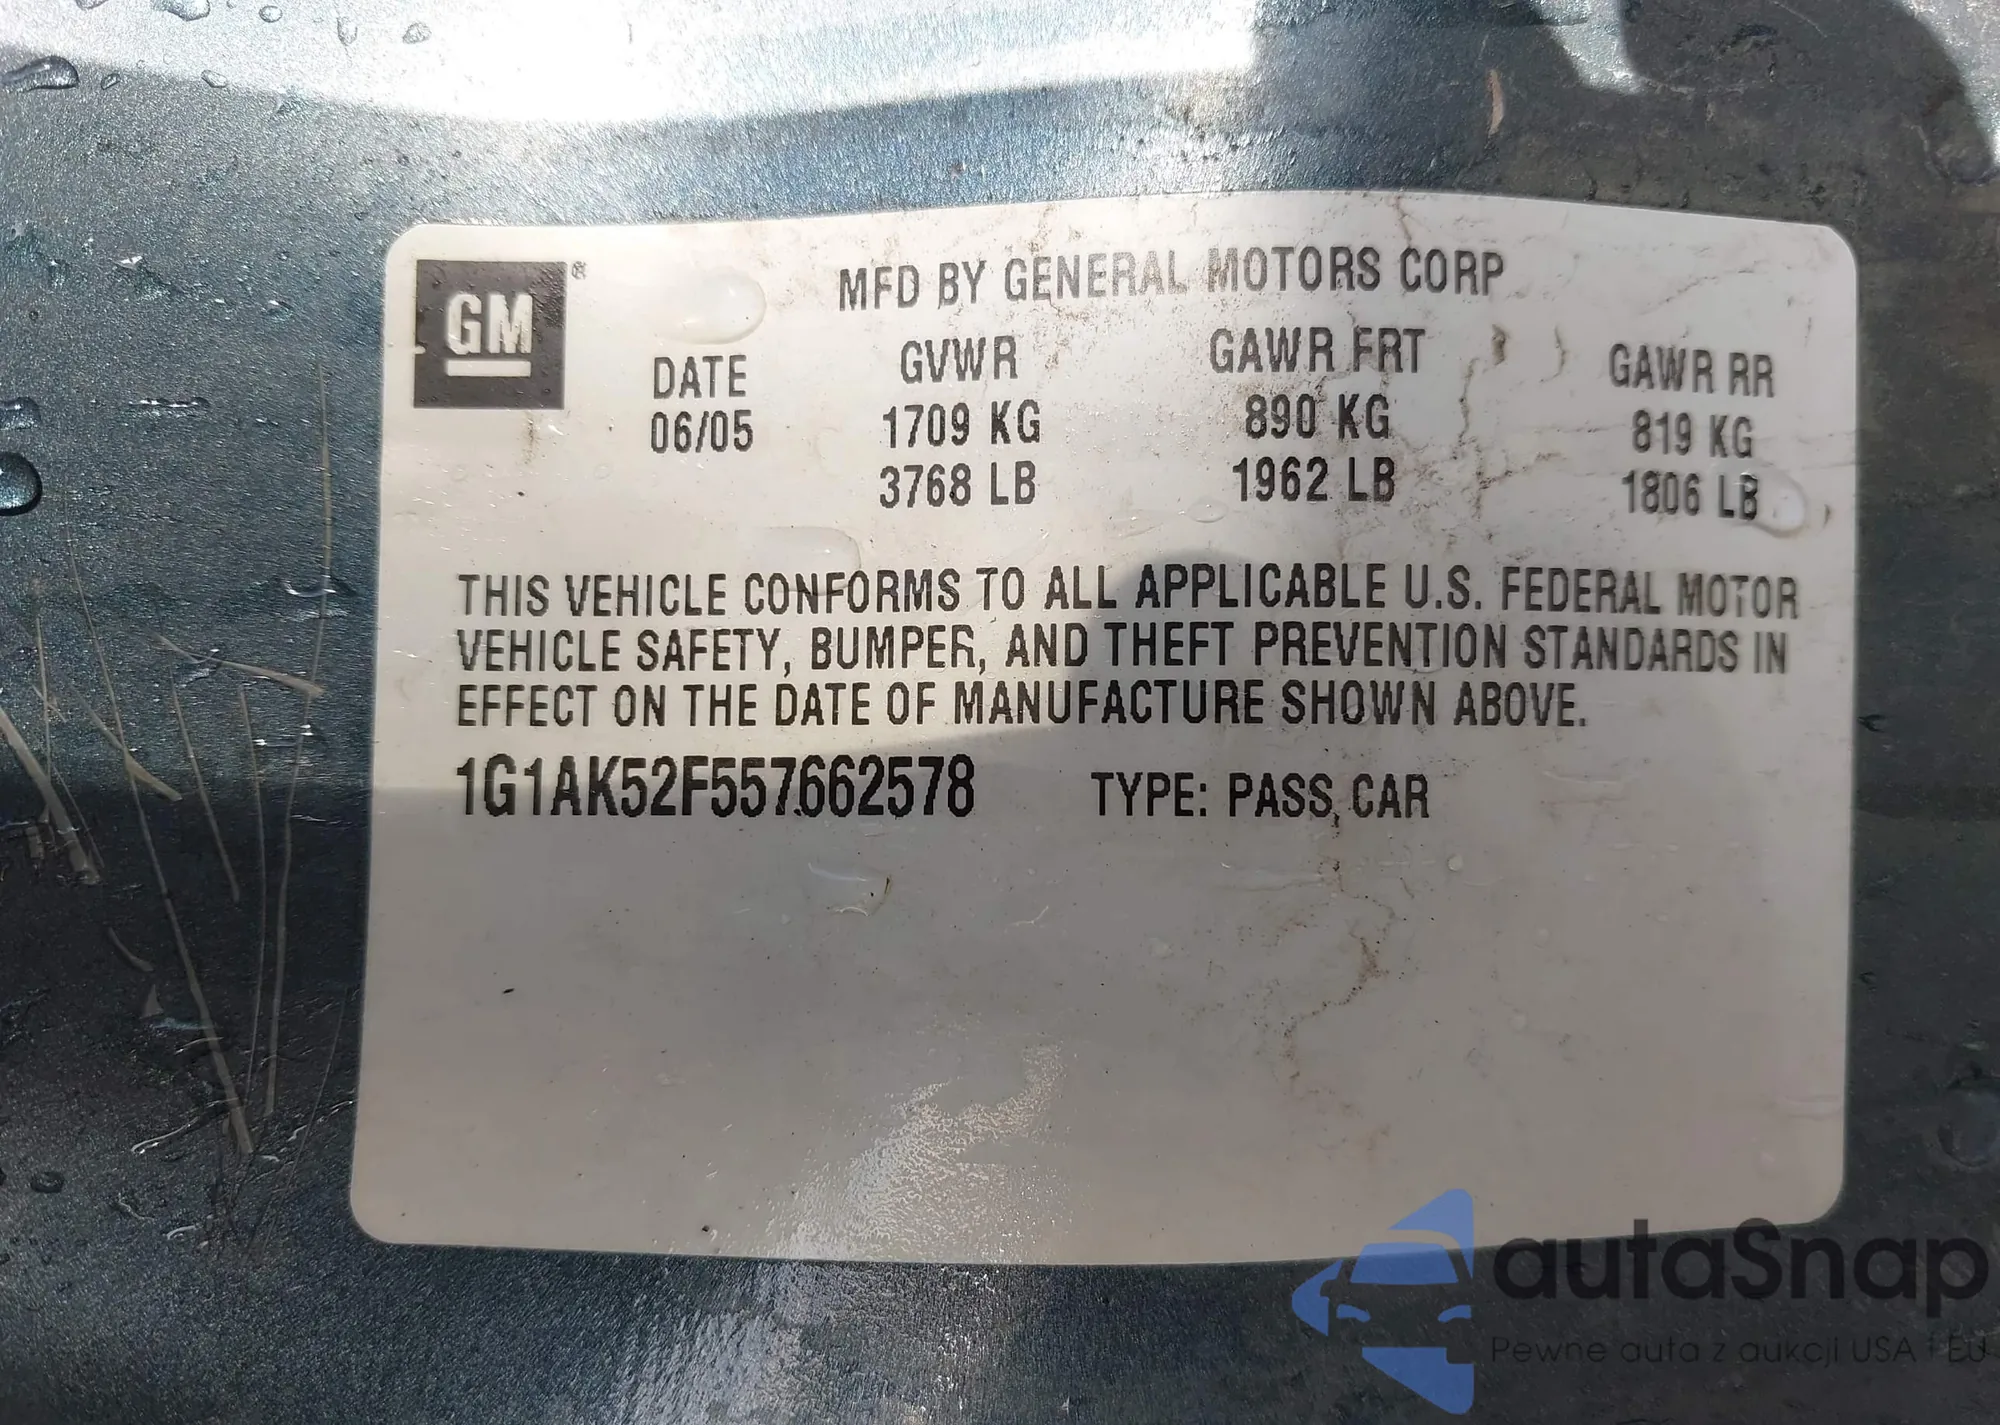 GM®
MFD BY GENERAL MOTORS CORP
DATE GVWR GAWR FRT GAWR RR
06/05 1709 KG 890 KG 819 KG
3768 LB 1962 LB 1806 LB
THIS VEHICLE CONFORMS TO ALL APPLICABLE U.S. FEDERAL MOTOR
VEHICLE SAFETY, BUMPER, AND THEFT PREVENTION STANDARDS IN
EFFECT ON THE DATE OF MANUFACTURE SHOWN ABOVE.
1G1AK52F557662578 TYPE: PASS CAR
autaSnap
Pewne auta z aukcji USA i EU